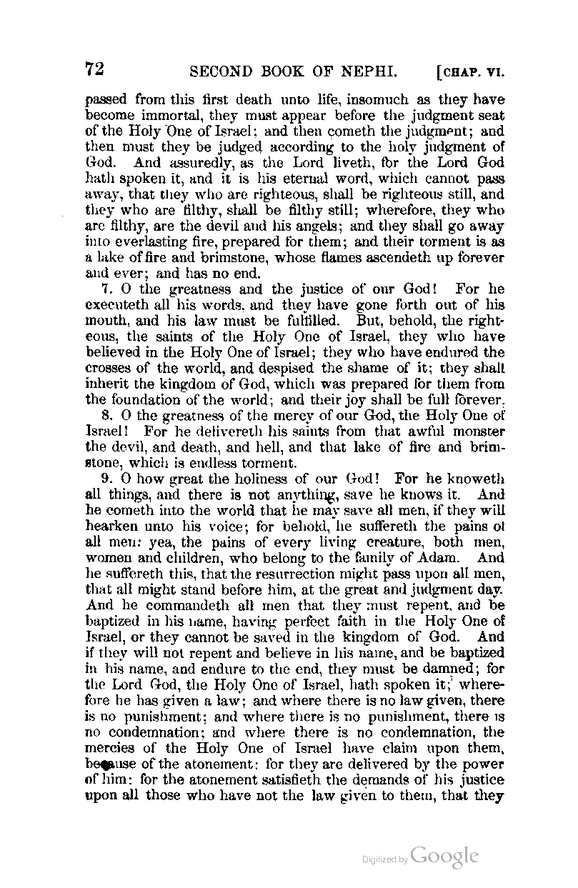 72 SECOND BOOK OF NEPHI. [CHAP. VI.
passed from this first death unto life, insomuch as they have
become immortal, they must appear before the judgment seat
of the Holy One of Israel; and then cometh the judgment; and
then must they be judged according to the holy judgment of
God. And assuredly, as the Lord liveth, for the Lord God
hath spoken it, and it is his eternal word, which cannot pass
away, that they who are righteous, shall be righteous still, and
they who are filthy, shall be filthy still; wherefore, they who
are filthy, are the devil and his angels; and they shall go away
into everlasting fire, prepared for them; and their torment is as
a lake of fire and brimstone, whose flames ascendeth up forever
and ever; and has no end.
7. O the greatness and the justice of our God! For he
executeth all his words, and they have gone forth out of his
mouth, and his law must be fulfilled. But, behold, the right-
eous, the saints of the Holy One of Israel, they who have
believed in the Holy One of Israel; they who have endured the
crosses of the world, and despised the shame of it; they shall
inherit the kingdom of God, which was prepared for them from
the foundation of the world; and their joy shall be full forever.
8. O the greatness of the mercy of our God, the Holy One of
Israel! For he delivereth his saints from that awful monster
the devil, and death, and hell, and that lake of fire and brim-
stone, which is endless torment.
9. O how great the holiness of our God! For he knoweth
all things, and there is not anything, save he knows it. And
he cometh into the world that he may save all men, if they will
hearken unto his voice; for behold, he suffereth the pains of
all men: yea, the pains of every living creature, both men,
women and children, who belong to the family of Adam. And
he suffereth this, that the resurrection might pass upon all men,
that all might stand before him, at the great and judgment day.
And he commandeth all men that they must repent, and be
baptized in his name, having perfect faith in the Holy One of
Israel, or they cannot be saved in the kingdom of God. And
if they will not repent and believe in his name, and be baptized
in his name, and endure to the end, they must be damned; for
the Lord God, the Holy One of Israel, hath spoken it; where-
fore he has given a law; and where there is no law given, there
is no punishment; and where there is no punishment, there is
no condemnation; and where there is no condemnation, the
mercies of the Holy One of Israel have claim upon them,
because of the atonement: for they are delivered by the power
of him: for the atonement satisfieth the demands of his justice
upon all those who have not the law given to them, that they
Digitized by Google